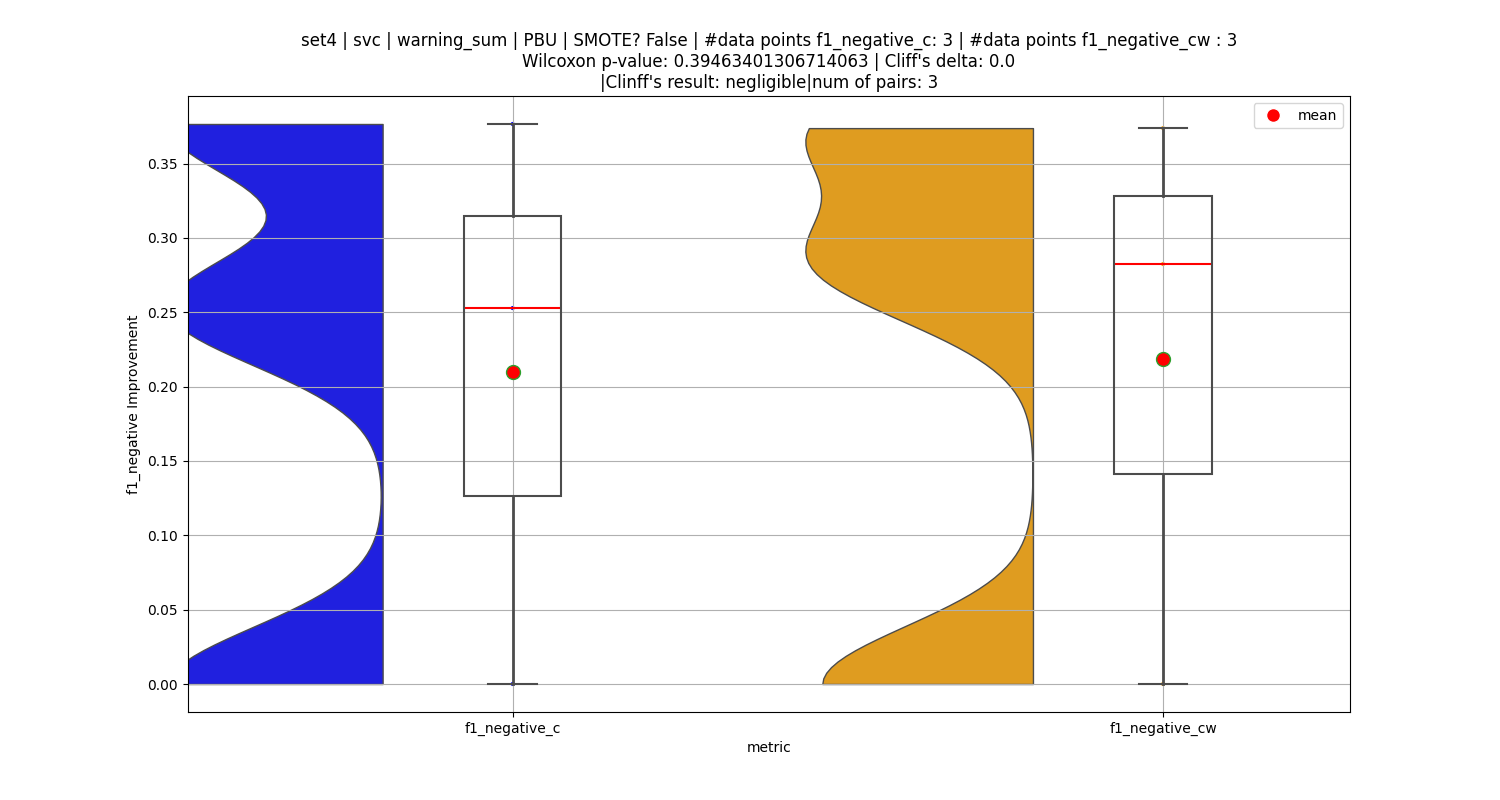 set4 | svc | warning_sum | PBU | SMOTE? False | #data points f1_negative_c: 3 | #data points f1_negative_cw : 3
Wilcoxon p-value: 0.39463401306714063 | Cliff's delta: 0.0
|Clinff's result: negligible|num of pairs: 3
mean
0.35
0.30
0.25
0.20
0.15
0.10
0.05
0.00
f1_negative Improvement
f1_negative_c
f1_negative_cw
metric